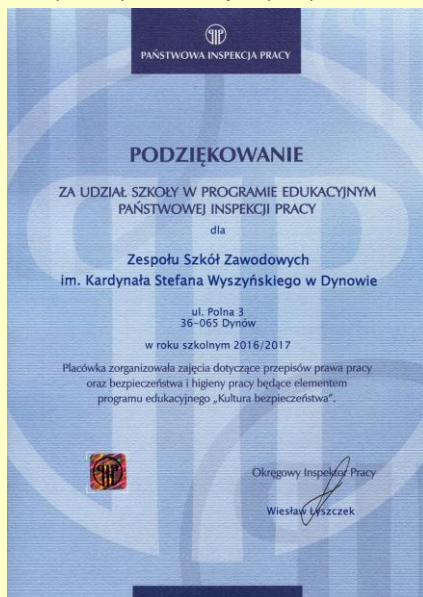 PAŃSTWOWA INSPEKCJA PRACY
PODZIĘKOWANIE
ZA UDZIAŁ SZKOŁY W PROGRAMIE EDUKACYJNYM
PAŃSTWOWEJ INSPEKCJI PRACY
dla
Zespołu Szkół Zawodowych
im. Kardynała Stefana Wyszyńskiego w Dynowie
ul. Polna 3
36-065 Dynów
w roku szkolnym 2016/2017
Placówka zorganizowała zajęcia dotyczące przepisów prawa pracy
oraz bezpieczeństwa i higieny pracy będące elementem
programu edukacyjnego „Kultura bezpieczeństwa”.
Okręgowy Inspektor Pracy
Wiesław Łyszczek